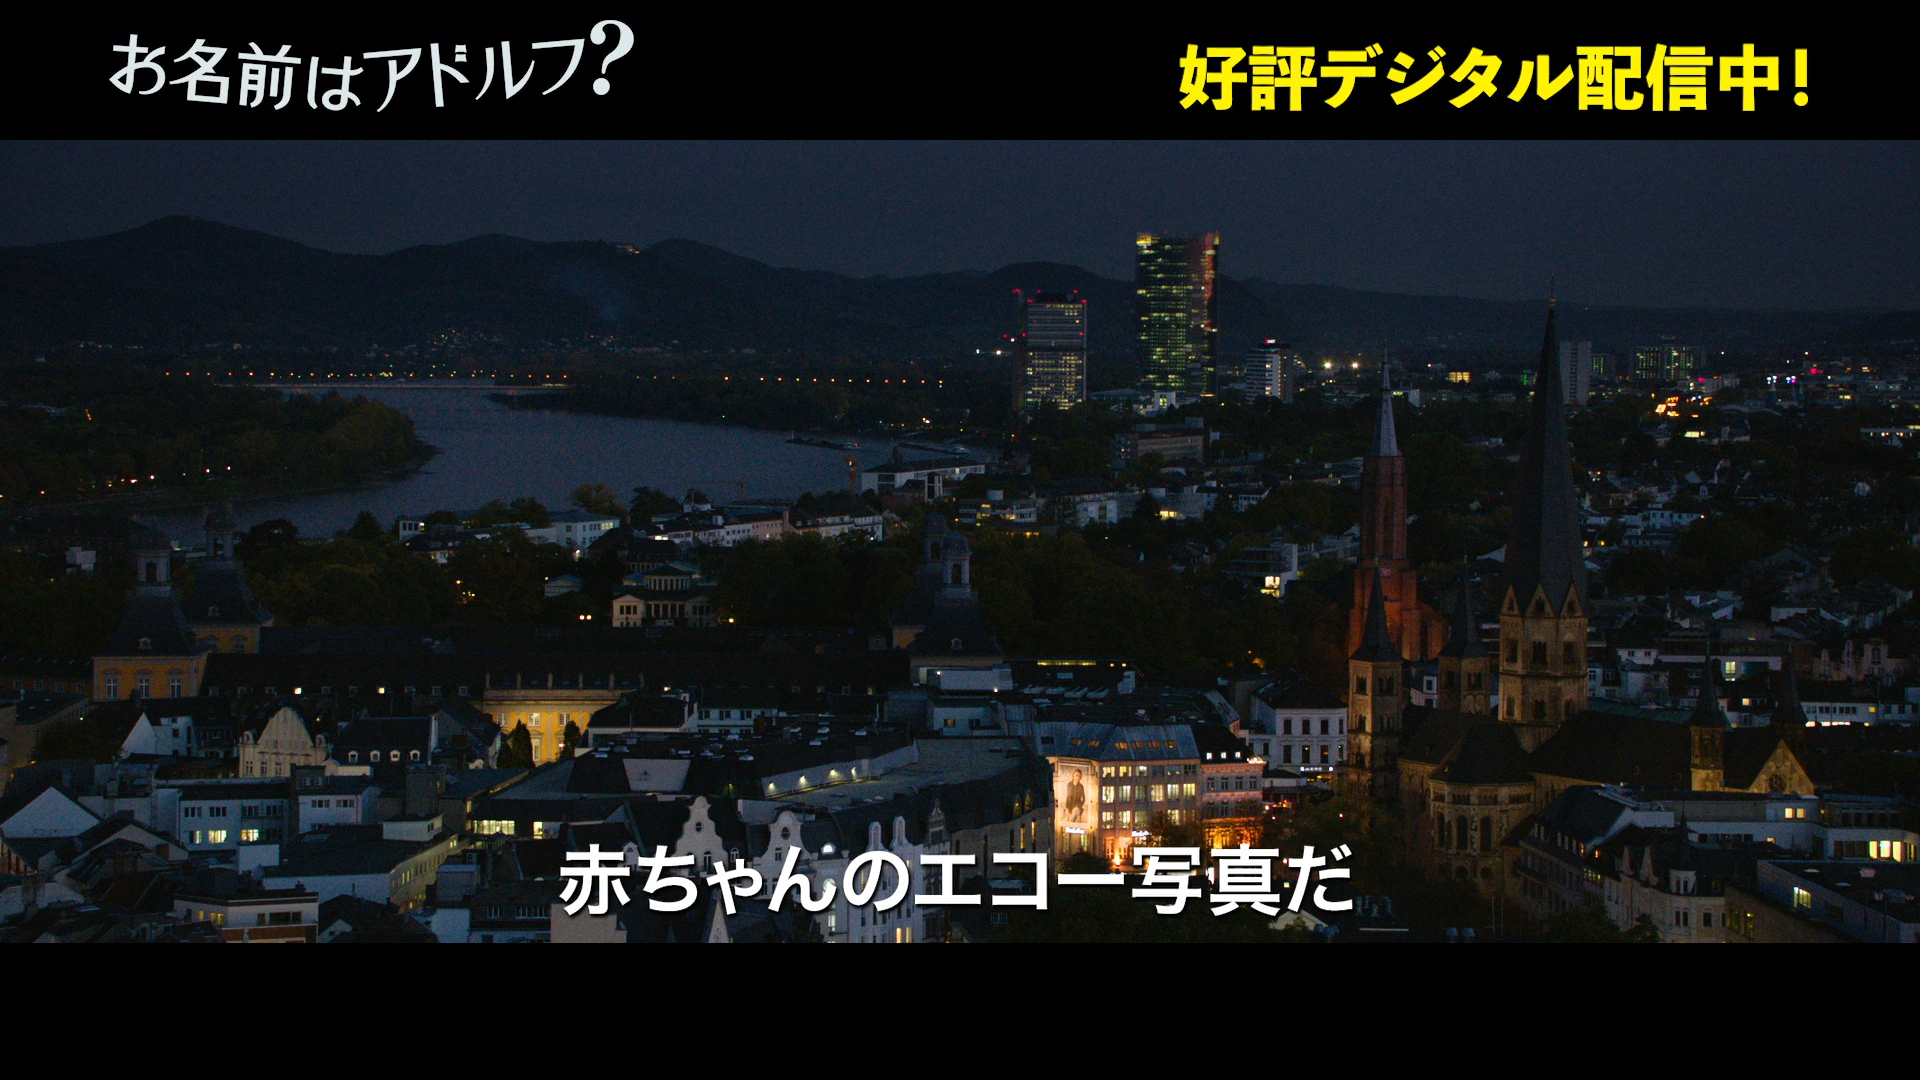 お名前はアドルフ?
好評デジタル配信中!
赤ちゃんのエコー写真だ